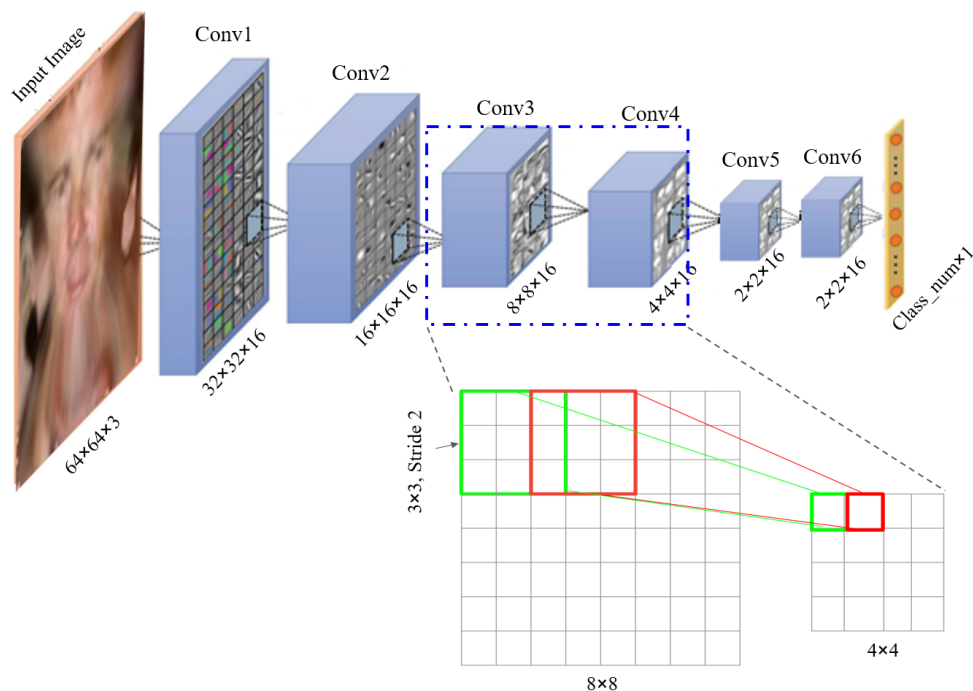 Input Image
Conv1
Conv2
Conv3
Conv4
Conv5
Conv6
64×64×3
32×32×16
16×16×16
8×8×16
4×4×16
2×2×16
2×2×16
Class_num×1
3×3, Stride 2
8×8
4×4